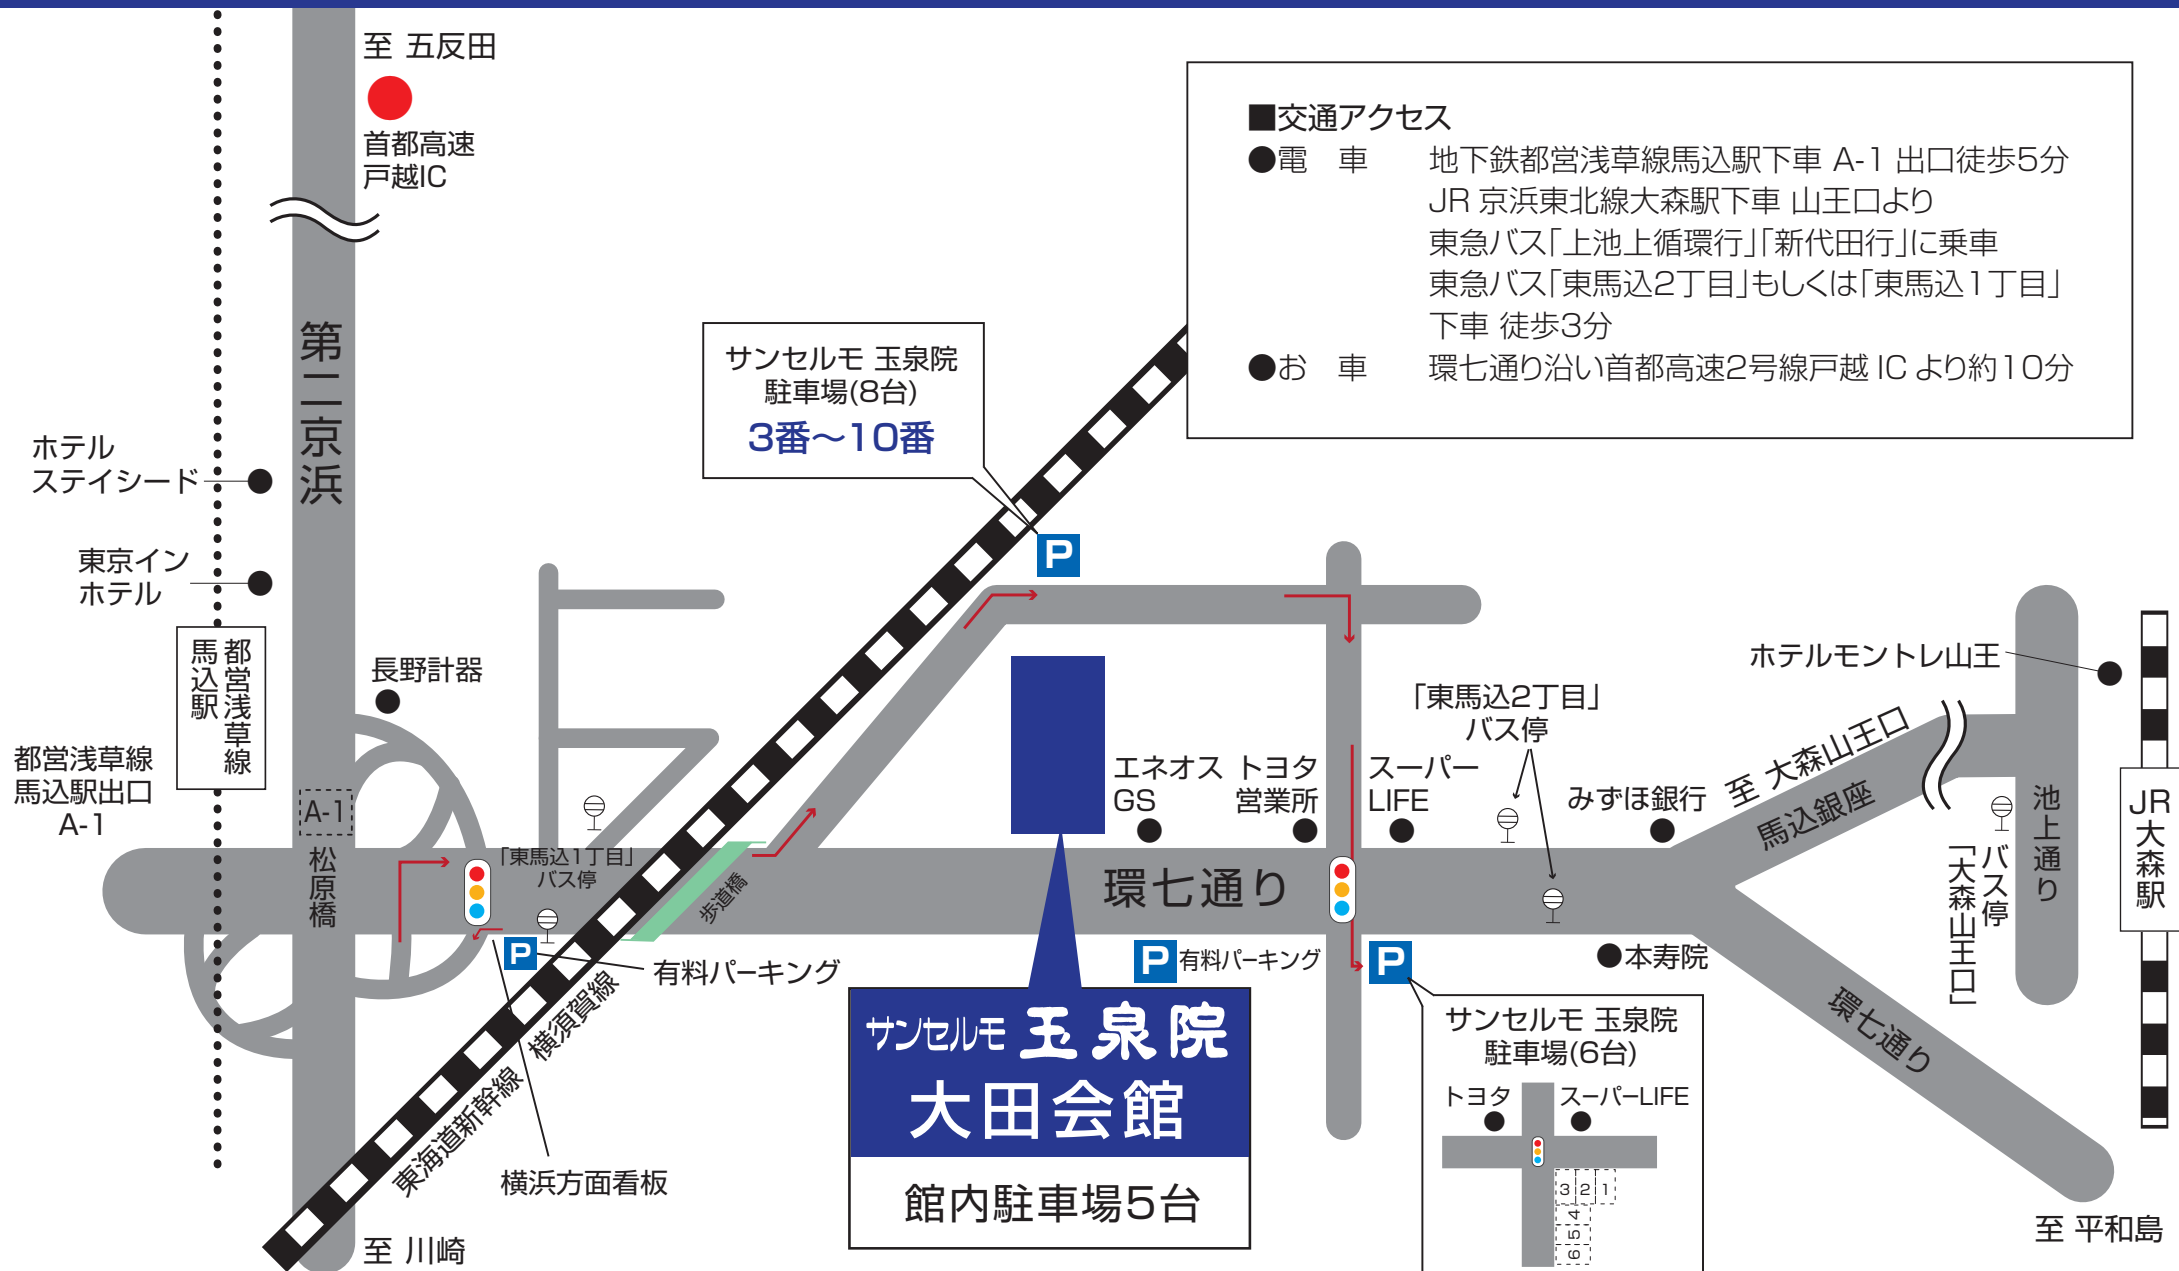 至 五反田
首都高速
戸越IC
■交通アクセス
●電　車　地下鉄都営浅草線馬込駅下車 A-1 出口徒歩5分
JR 京浜東北線大森駅下車 山王口より
東急バス「上池上循環行」「新代田行」に乗車
東急バス「東馬込2丁目」もしくは「東馬込1丁目」
下車 徒歩3分
●お　車　環七通り沿い首都高速2号線戸越 IC より約10分
第二京浜
サンセルモ 玉泉院
駐車場(8台)
3番～10番
P
ホテル
ステイシード
東京イン
ホテル
都営浅草線
馬込駅
長野計器
都営浅草線
馬込駅出口
A-1
A-1
松原橋
「東馬込1丁目」
バス停
歩道橋
エネオス
GS
トヨタ
営業所
スーパー
LIFE
「東馬込2丁目」
バス停
みずほ銀行
至 大森山王口
馬込銀座
ホテルモントレ山王
池上通り
バス停
「大森山王口」
JR大森駅
環七通り
P
有料パーキング
P
有料パーキング
P
本寿院
環七通り
横須賀線
東海道新幹線
横浜方面看板
サンセルモ 玉泉院
大田会館
館内駐車場5台
サンセルモ 玉泉院
駐車場(6台)
トヨタ
スーパーLIFE
3 2 1
4
5
6
至 川崎
至 平和島